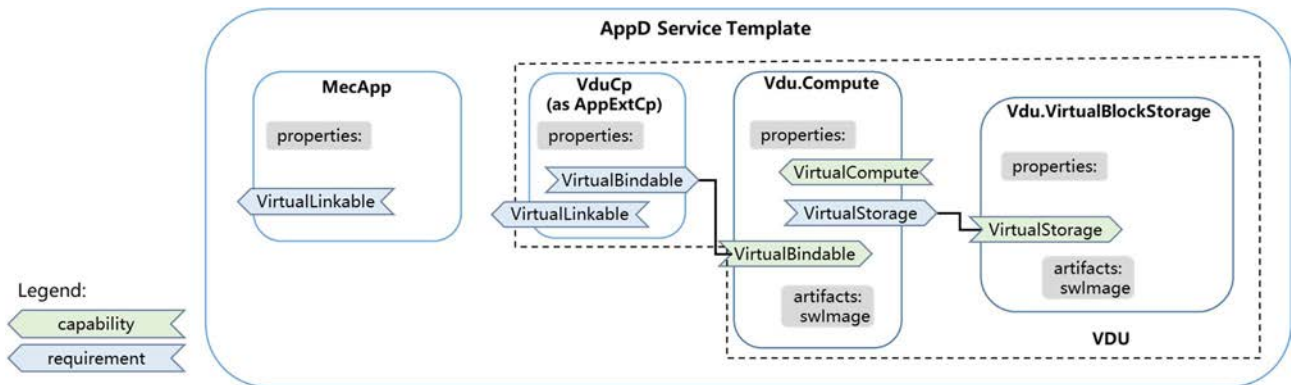 AppD Service Template
MecApp
properties:
VirtualLinkable
VduCp
(as AppExtCp)
properties:
VirtualBindable
VirtualLinkable
Vdu.Compute
properties:
VirtualCompute
VirtualStorage
VirtualBindable
artifacts:
swImage
Vdu.VirtualBlockStorage
properties:
VirtualStorage
artifacts:
swImage
VDU
Legend:
capability
requirement